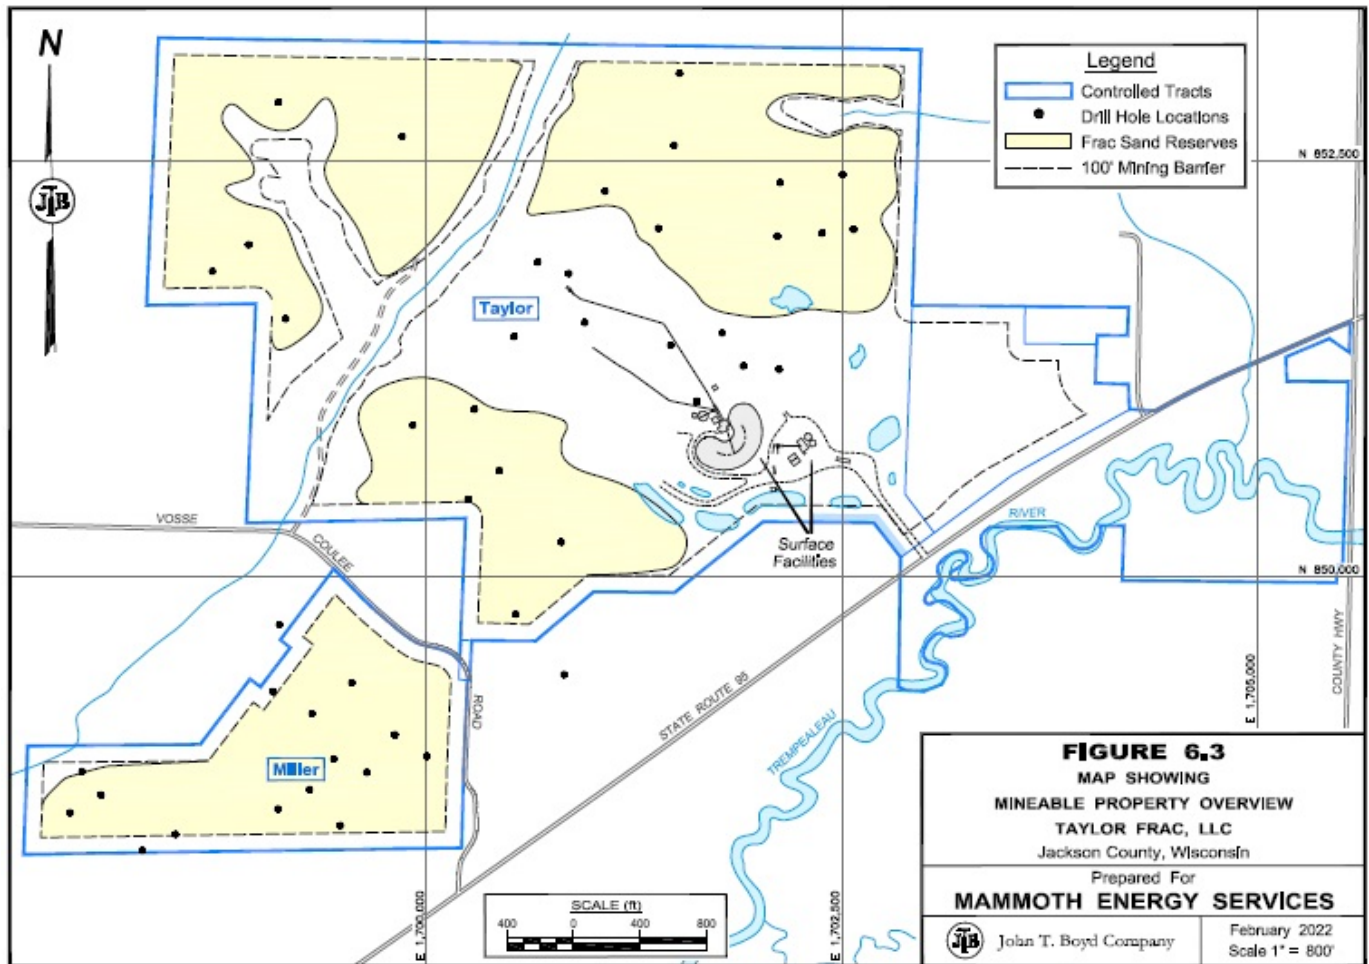 N
JTB
Legend
Controlled Tracts
Drill Hole Locations
Frac Sand Reserves
100' Mining Barrier
N 852,500
Taylor
VOSSE
COULEE
ROAD
Surface
Facilities
RIVER
N 850,000
STATE ROUTE 95
TREMPEALEAU
COUNTY HWY
E 1,705,000
Miller
E 1,700,000
E 1,702,500
SCALE (ft)
400 0 400 800
FIGURE 6.3
MAP SHOWING
MINEABLE PROPERTY OVERVIEW
TAYLOR FRAC, LLC
Jackson County, Wisconsin
Prepared For
MAMMOTH ENERGY SERVICES
JTB
John T. Boyd Company
February 2022
Scale 1" = 800'